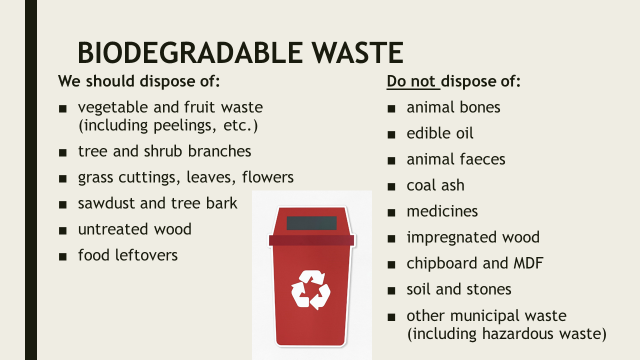 BIODEGRADABLE WASTE
We should dispose of:
■ vegetable and fruit waste
(including peelings, etc.)
■ tree and shrub branches
■ grass cuttings, leaves, flowers
■ sawdust and tree bark
■ untreated wood
■ food leftovers
Do not dispose of:
■ animal bones
■ edible oil
■ animal faeces
■ coal ash
■ medicines
■ impregnated wood
■ chipboard and MDF
■ soil and stones
■ other municipal waste
(including hazardous waste)